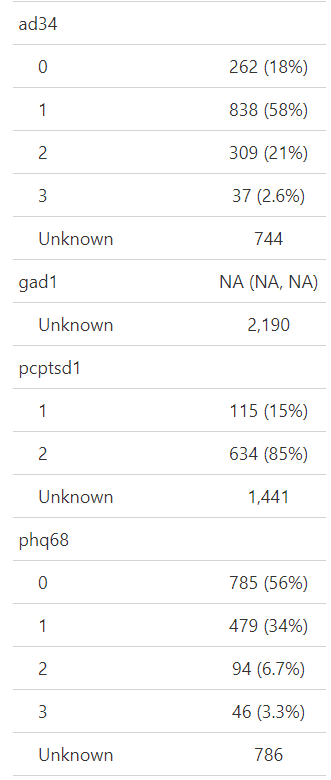 ad34
0 262 (18%)
1 838 (58%)
2 309 (21%)
3 37 (2.6%)
Unknown 744
gad1 NA (NA, NA)
Unknown 2,190
pcptsd1
1 115 (15%)
2 634 (85%)
Unknown 1,441
phq68
0 785 (56%)
1 479 (34%)
2 94 (6.7%)
3 46 (3.3%)
Unknown 786